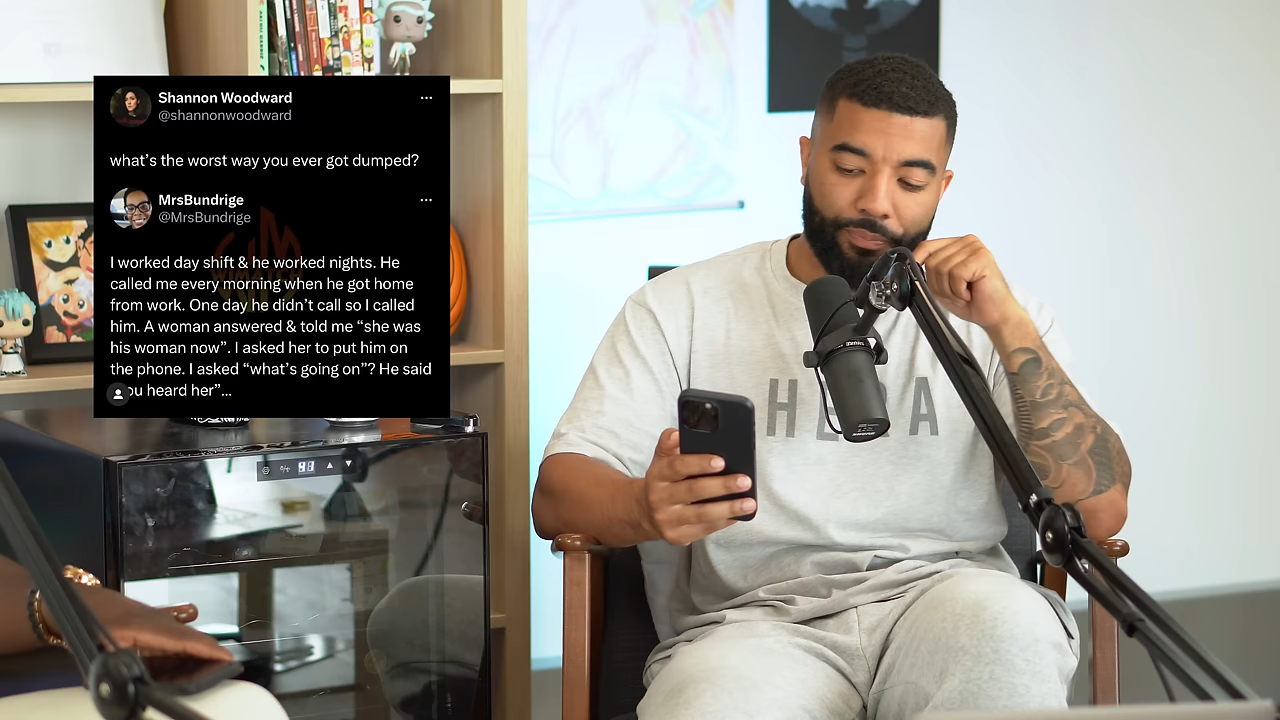 Shannon Woodward
@shannonwoodward
what's the worst way you ever got dumped?
MrsBundrige
@MrsBundrige
I worked day shift & he worked nights. He
called me every morning when he got home
from work. One day he didn't call so I called
him. A woman answered & told me “she was
his woman now”. I asked her to put him on
the phone. I asked “what's going on”? He said
ou heard her”...